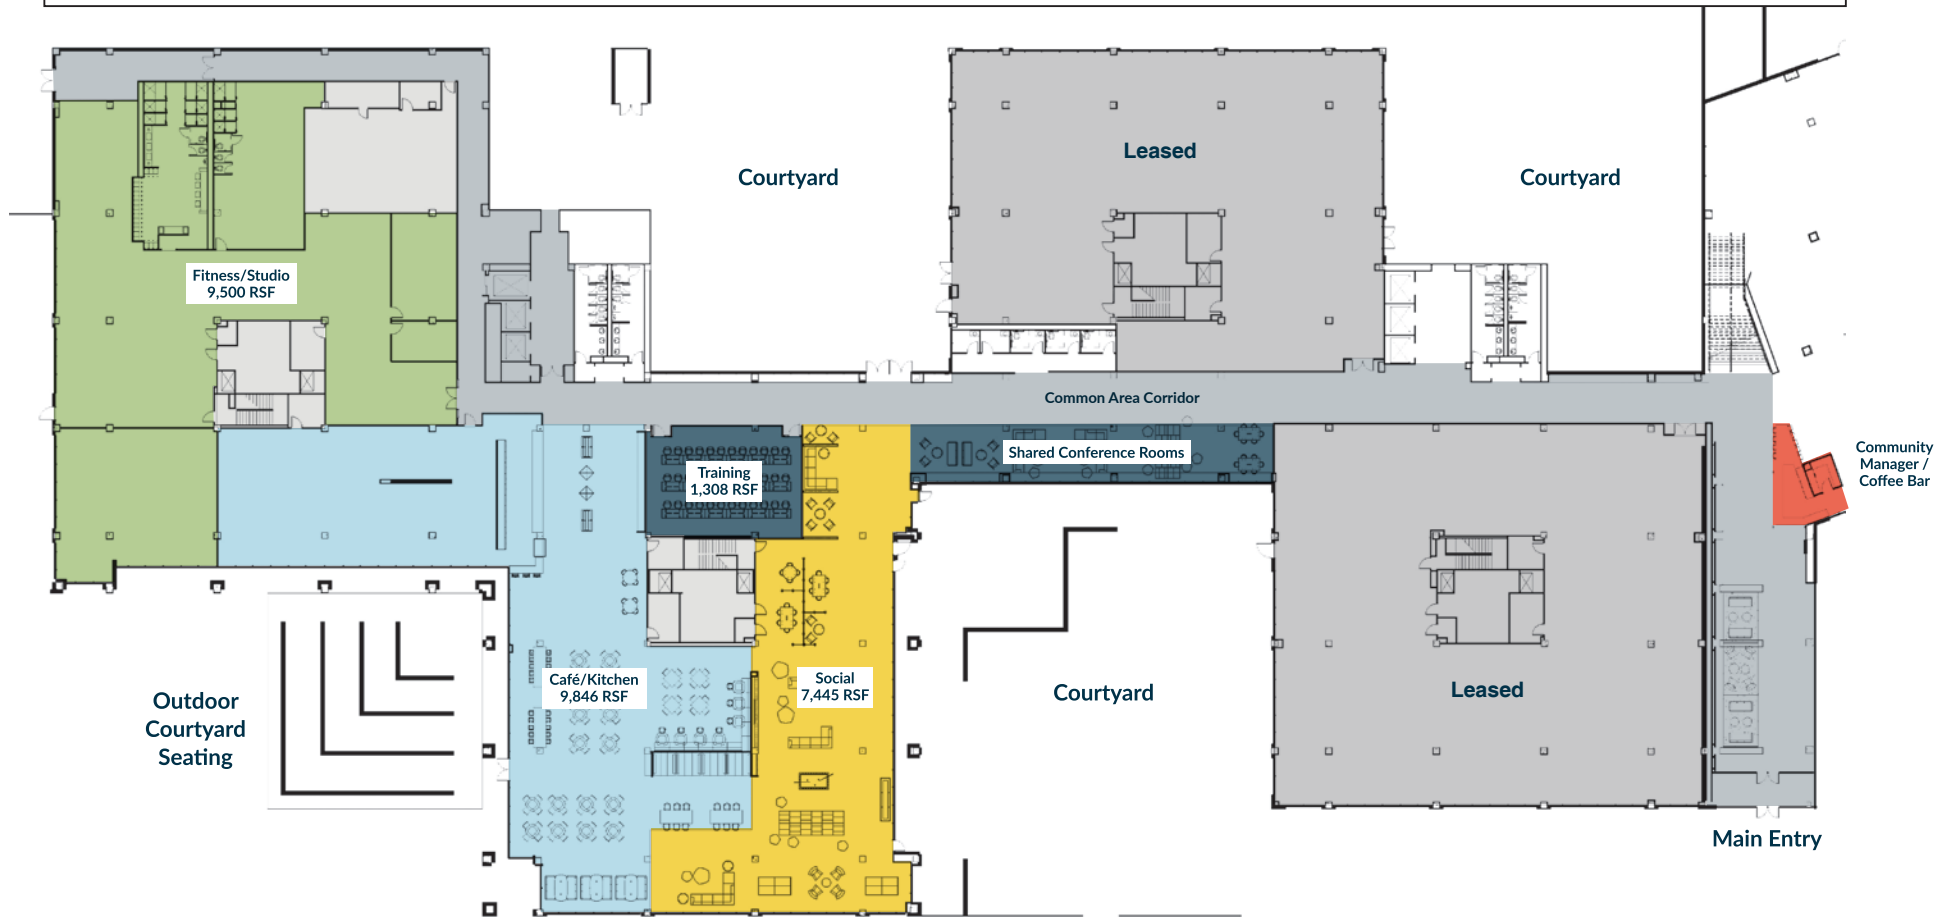 Leased
Courtyard
Courtyard
Fitness/Studio
9,500 RSF
Common Area Corridor
Shared Conference Rooms
Training
1,308 RSF
Community
Manager /
Coffee Bar
Café/Kitchen
9,846 RSF
Social
7,445 RSF
Outdoor
Courtyard
Seating
Courtyard
Leased
Main Entry